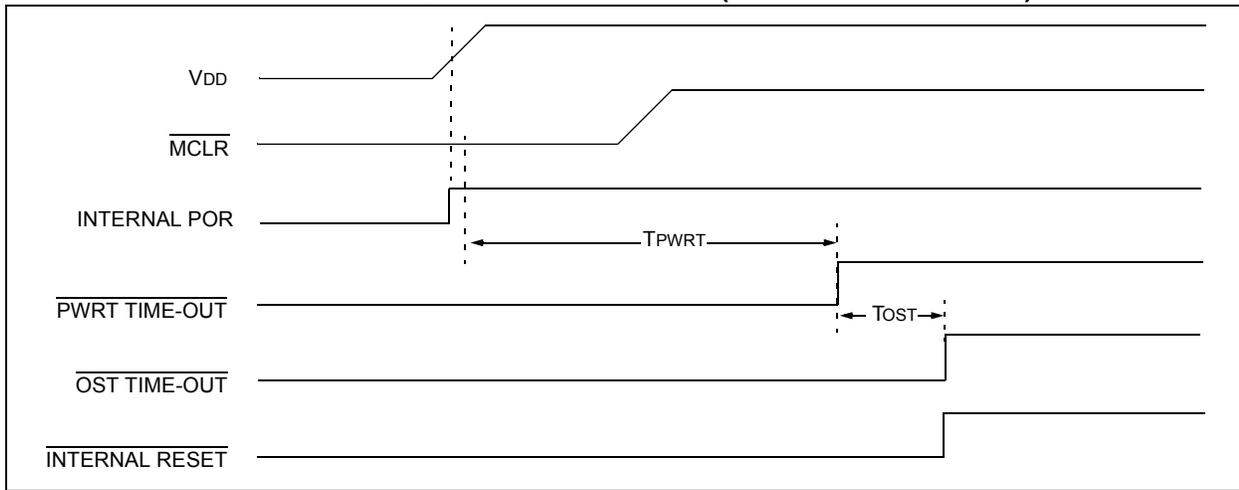 VDD
MCLR
INTERNAL POR
TPWRT
PWRT TIME-OUT
TOST
OST TIME-OUT
INTERNAL RESET